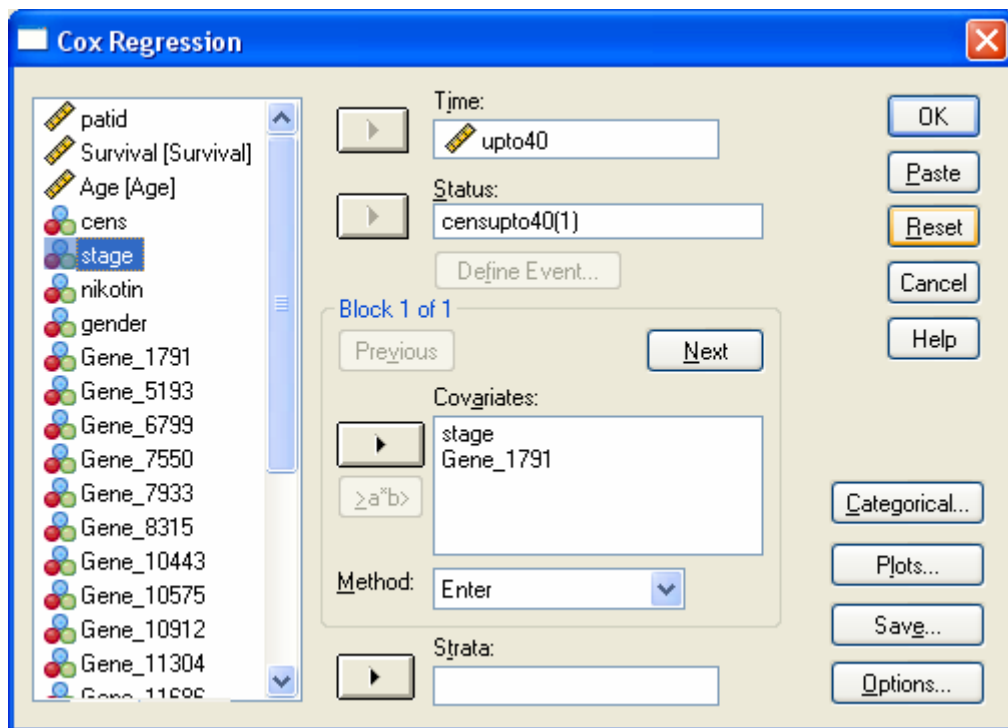 Cox Regression
patid
Survival [Survival]
Age [Age]
cens
stage
nikotin
gender
Gene_1791
Gene_5193
Gene_6799
Gene_7550
Gene_7933
Gene_8315
Gene_10443
Gene_10575
Gene_10912
Gene_11304
Gene_11686
Time:
upto40
Status:
censupto40(1)
Define Event...
Block 1 of 1
Previous
Next
Covariates:
stage
Gene_1791
>a*b>
Method:
Enter
Strata:
OK
Paste
Reset
Cancel
Help
Categorical...
Plots...
Save...
Options...